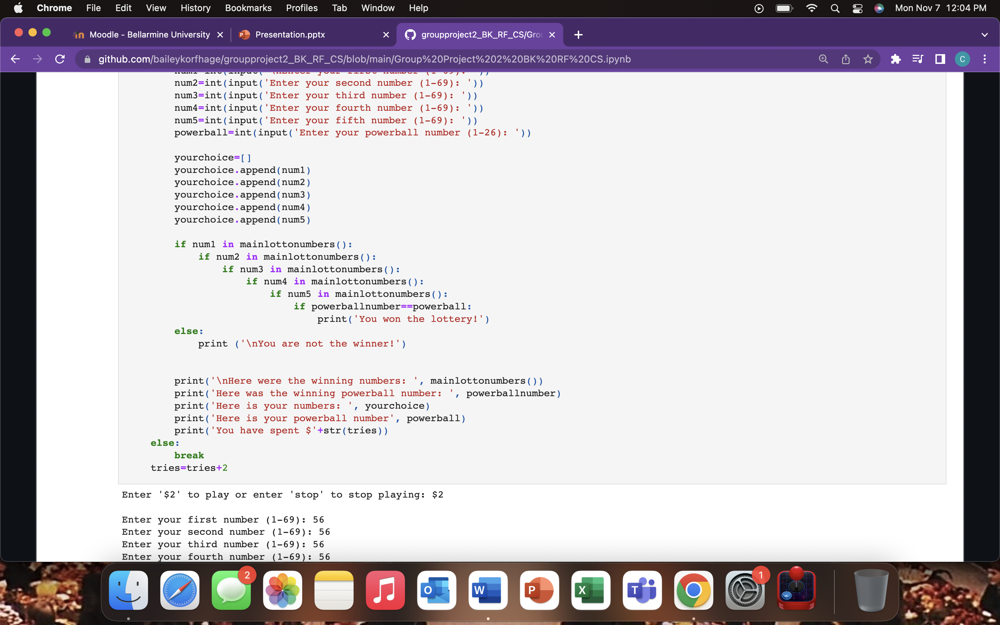 Chrome File Edit View History Bookmarks Profiles Tab Window Help Mon Nov 7 12:04 PM
Moodle - Bellarmine University Presentation.pptx groupproject2_BK_RF_CS/Gro
github.com/baileykorfhage/groupproject2_BK_RF_CS/blob/main/Group%20Project%202%20BK%20RF%20CS.ipynb C
num1=int(input('\nEnter your first number (1-69): '))
num2=int(input('Enter your second number (1-69): '))
num3=int(input('Enter your third number (1-69): '))
num4=int(input('Enter your fourth number (1-69): '))
num5=int(input('Enter your fifth number (1-69): '))
powerball=int(input('Enter your powerball number (1-26): '))
yourchoice=[]
yourchoice.append(num1)
yourchoice.append(num2)
yourchoice.append(num3)
yourchoice.append(num4)
yourchoice.append(num5)
if num1 in mainlottonumbers():
if num2 in mainlottonumbers():
if num3 in mainlottonumbers():
if num4 in mainlottonumbers():
if num5 in mainlottonumbers():
if powerballnumber==powerball:
print('You won the lottery!')
else:
print ('\nYou are not the winner!')
print('\nHere were the winning numbers: ', mainlottonumbers())
print('Here was the winning powerball number: ', powerballnumber)
print('Here is your numbers: ', yourchoice)
print('Here is your powerball number', powerball)
print('You have spent $'+str(tries))
else:
break
tries=tries+2
Enter '$2' to play or enter 'stop' to stop playing: $2
Enter your first number (1-69): 56
Enter your second number (1-69): 56
Enter your third number (1-69): 56
Enter your fourth number (1-69): 56
2 1
O W P X T